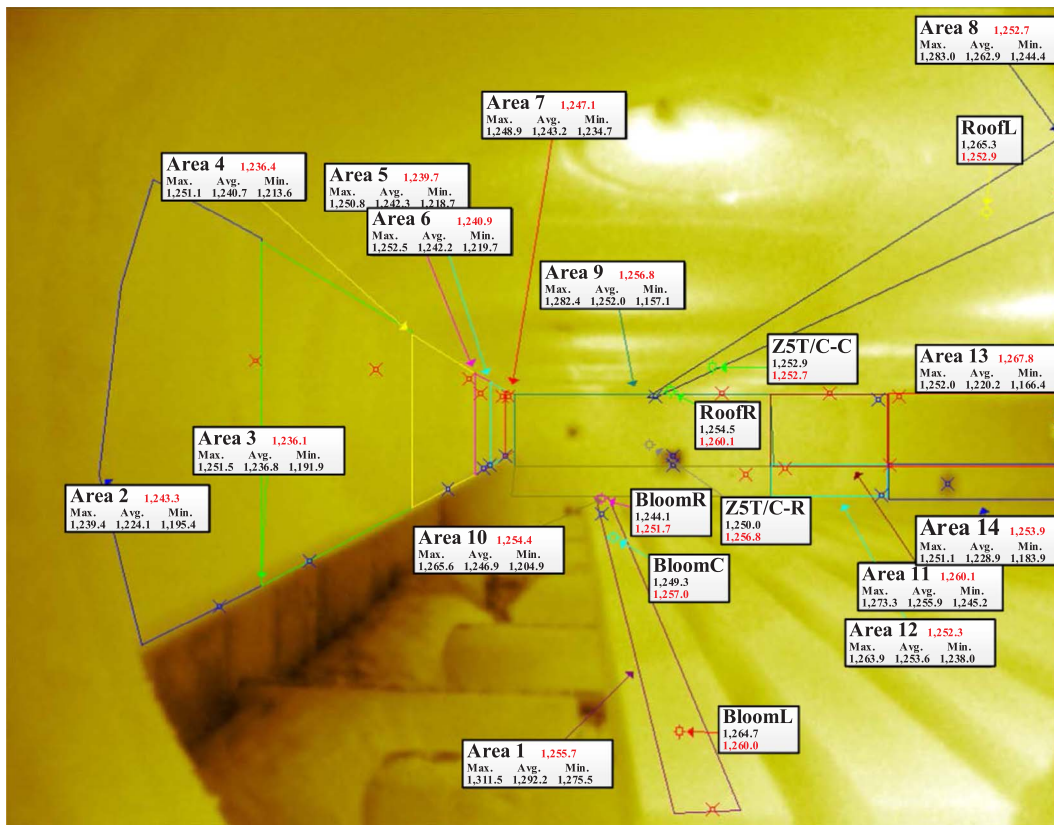 Area 8 1,252.7
Max. Avg. Min.
1,283.0 1,262.9 1,244.4
Area 7 1,247.1
Max. Avg. Min.
1,248.9 1,243.2 1,234.7
RoofL
1,265.3
1,252.9
Area 4 1,236.4
Max. Avg. Min.
1,251.1 1,240.7 1,213.6
Area 5 1,239.7
Max. Avg. Min.
1,250.8 1,242.3 1,218.7
Area 6 1,240.9
Max. Avg. Min.
1,252.5 1,242.2 1,219.7
Area 9 1,256.8
Max. Avg. Min.
1,282.4 1,252.0 1,157.1
Z5T/C-C
1,252.9
1,252.7
Area 13 1,267.8
Max. Avg. Min.
1,252.0 1,220.2 1,166.4
RoofR
1,254.5
1,260.1
Area 3 1,236.1
Max. Avg. Min.
1,251.5 1,236.8 1,191.9
Area 2 1,243.3
Max. Avg. Min.
1,239.4 1,224.1 1,195.4
BloomR
1,244.1
1,251.7
Z5T/C-R
1,250.0
1,256.8
Area 10 1,254.4
Max. Avg. Min.
1,265.6 1,246.9 1,204.9
Area 14 1,253.9
Max. Avg. Min.
1,251.1 1,228.9 1,183.9
BloomC
1,249.3
1,257.0
Area 11 1,260.1
Max. Avg. Min.
1,273.3 1,255.9 1,245.2
Area 12 1,252.3
Max. Avg. Min.
1,263.9 1,253.6 1,238.0
BloomL
1,264.7
1,260.0
Area 1 1,255.7
Max. Avg. Min.
1,311.5 1,292.2 1,275.5